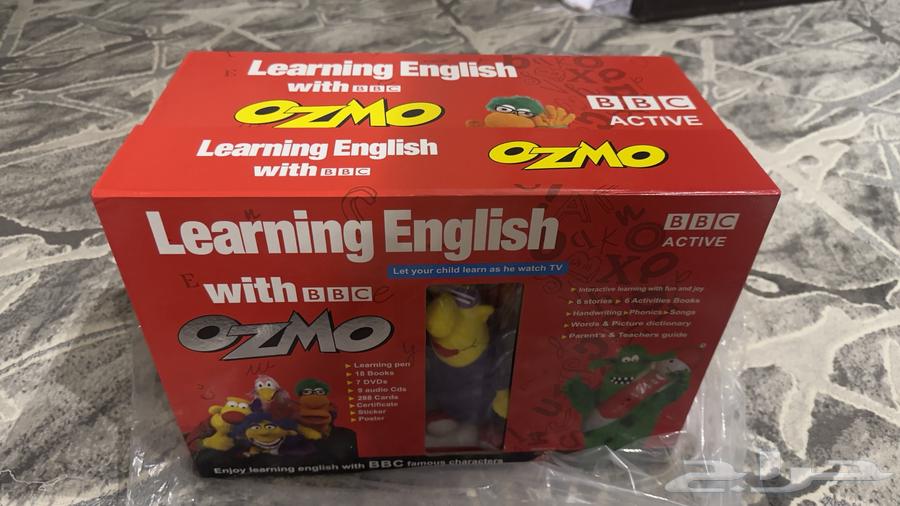 Learning English
with BBC
OZMO
BBC
ACTIVE
Learning English
with BBC
OZMO
Learning English
BBC
ACTIVE
Let your child learn as he watch TV
with BBC
OZMO
Interactive learning with fun and joy
6 stories 6 Activities Books
Handwriting Phonics Songs
Words & Picture dictionary
Parent's & Teachers guide
Learning pen
18 Books
7 DVDs
9 audio Cds
288 Cards
Certificate
Sticker
Poster
Enjoy learning english with BBC famous characters
حراج